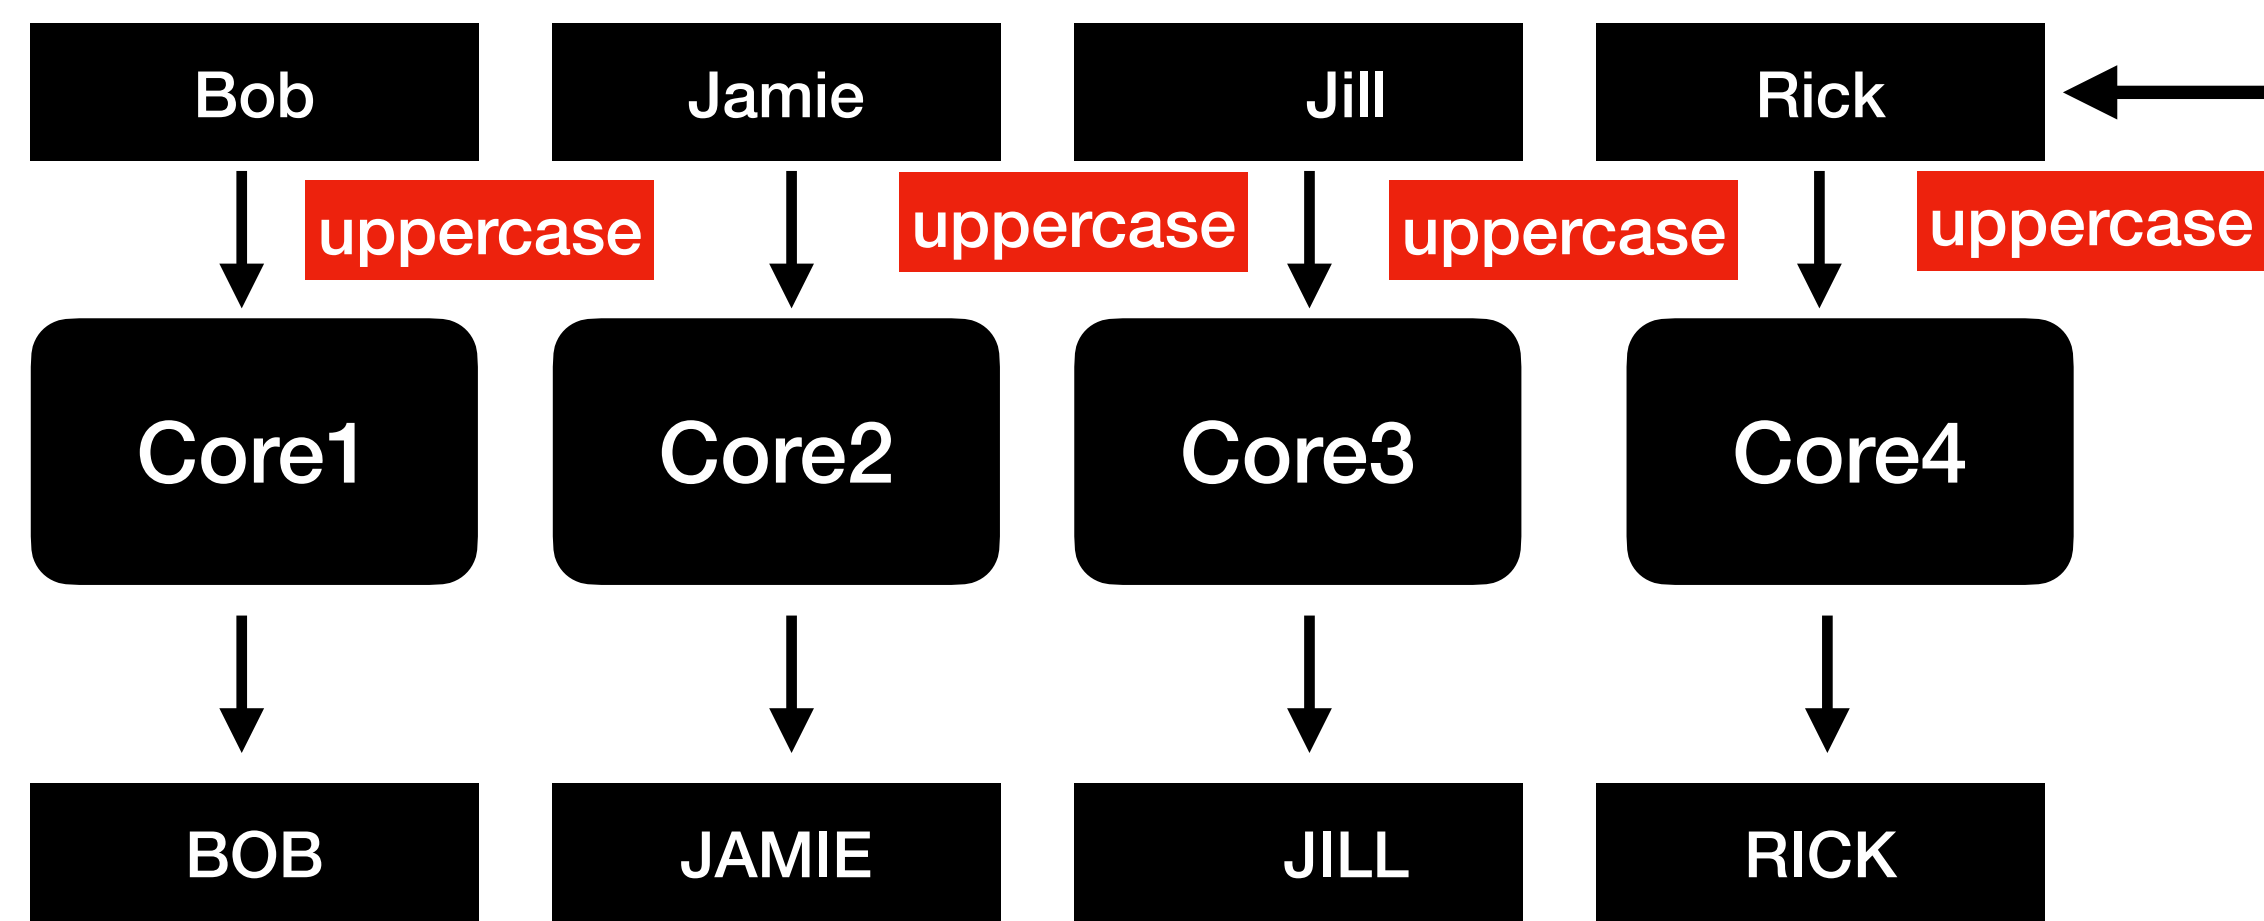 Bob
Jamie
Jill
Rick
uppercase
uppercase
uppercase
uppercase
Core1
Core2
Core3
Core4
BOB
JAMIE
JILL
RICK